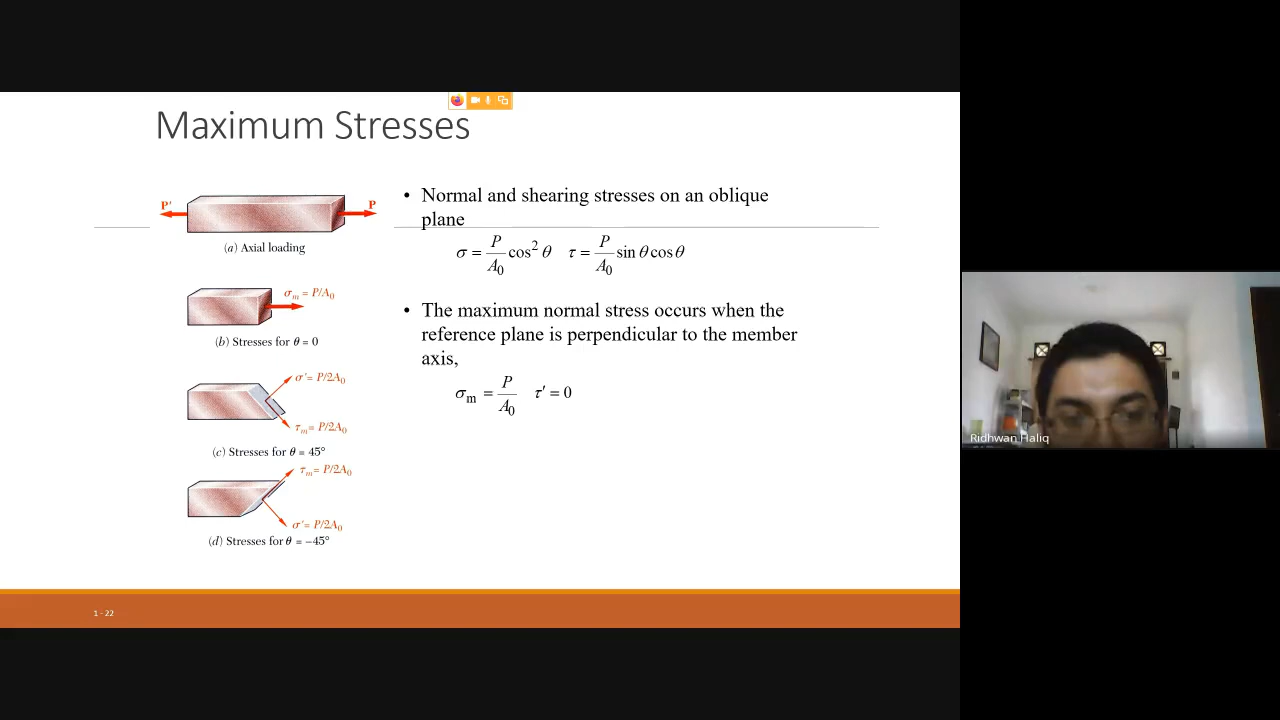 Maximum Stresses
P' P
(a) Axial loading
σm = P/A0
(b) Stresses for θ = 0
σ' = P/2A0
τm = P/2A0
(c) Stresses for θ = 45°
τm = P/2A0
σ' = P/2A0
(d) Stresses for θ = –45°
• Normal and shearing stresses on an oblique
plane
σ = P/A0 cos² θ τ = P/A0 sin θ cos θ
• The maximum normal stress occurs when the
reference plane is perpendicular to the member
axis,
σm = P/A0 τ′ = 0
1 - 22
Ridhwan Haliq